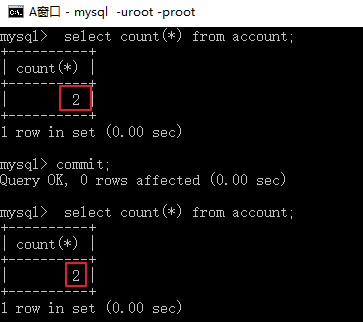 A窗口 - mysql  -uroot -proot
mysql>  select count(*) from account;
+----------+
| count(*) |
+----------+
|        2 |
+----------+
1 row in set (0.00 sec)
mysql> commit;
Query OK, 0 rows affected (0.00 sec)
mysql>  select count(*) from account;
+----------+
| count(*) |
+----------+
|        2 |
+----------+
1 row in set (0.00 sec)